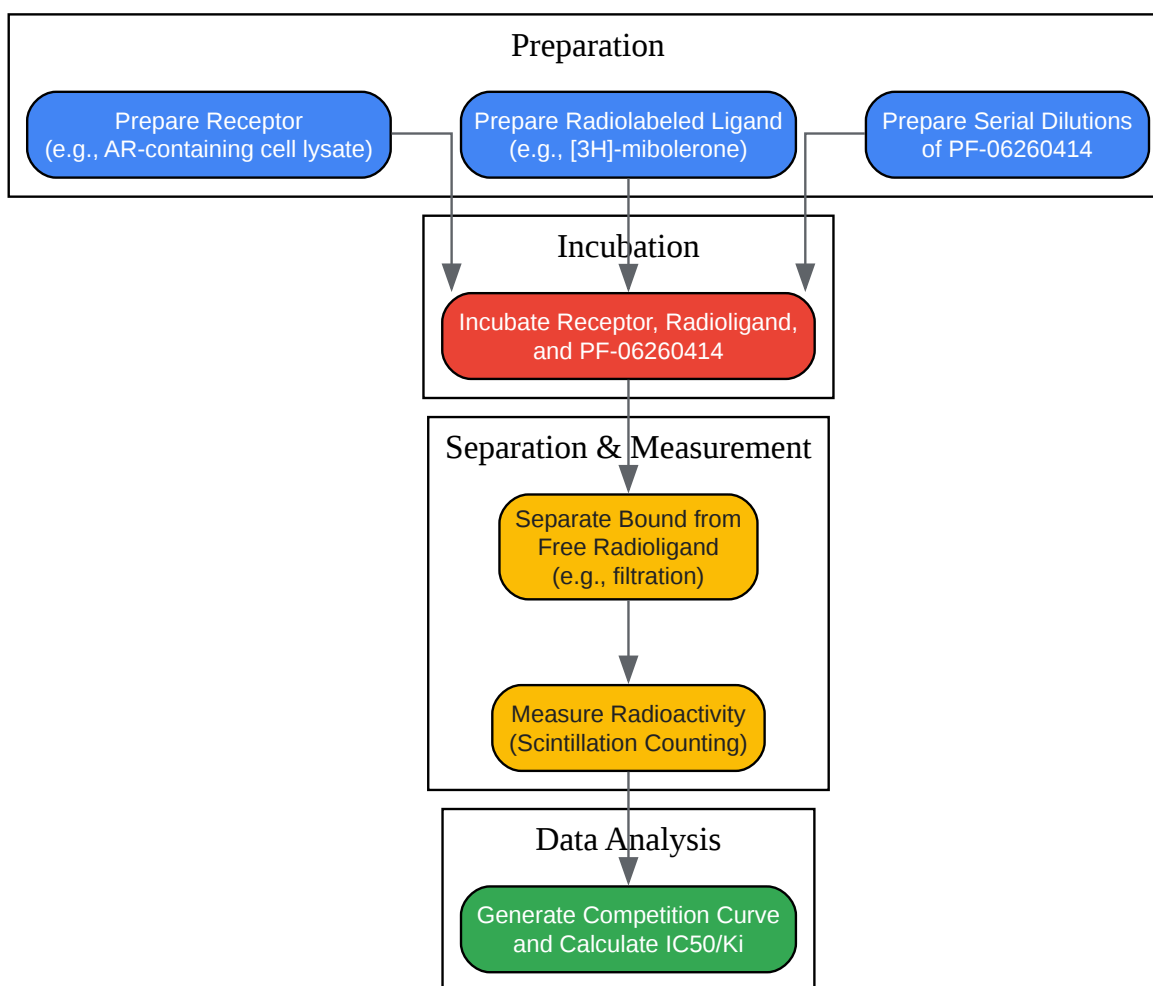 Preparation
Prepare Receptor
(e.g., AR-containing cell lysate)
Prepare Radiolabeled Ligand
(e.g., [3H]-mibolerone)
Prepare Serial Dilutions
of PF-06260414
Incubation
Incubate Receptor, Radioligand,
and PF-06260414
Separation & Measurement
Separate Bound from
Free Radioligand
(e.g., filtration)
Measure Radioactivity
(Scintillation Counting)
Data Analysis
Generate Competition Curve
and Calculate IC50/Ki